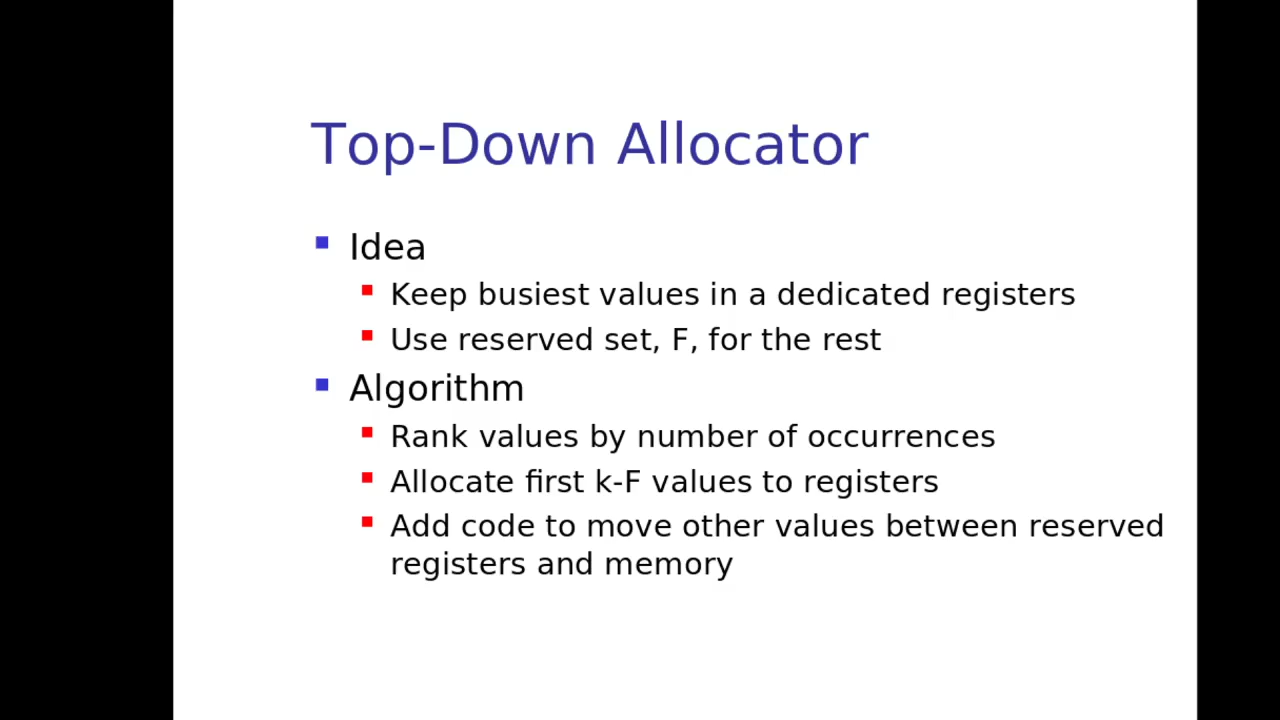 Top-Down Allocator
Idea
Keep busiest values in a dedicated registers
Use reserved set, F, for the rest
Algorithm
Rank values by number of occurrences
Allocate first k-F values to registers
Add code to move other values between reserved
registers and memory